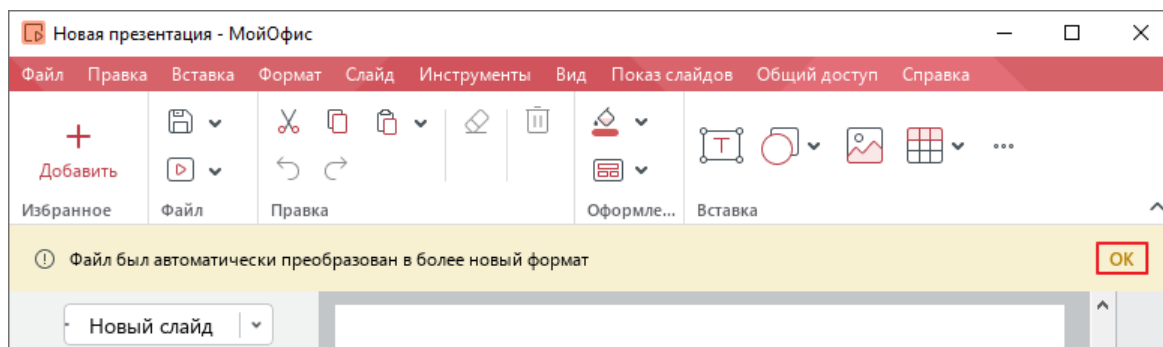 Новая презентация - МойОфис
Файл Правка Вставка Формат Слайд Инструменты Вид Показ слайдов Общий доступ Справка
Добавить
Избранное Файл Правка Оформле... Вставка
Файл был автоматически преобразован в более новый формат OK
Новый слайд